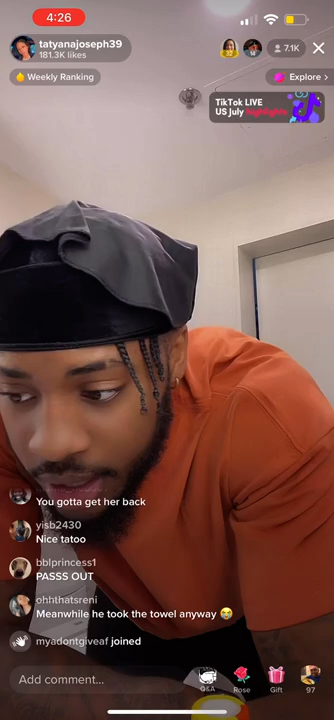 4:26
tatyanajoseph39
181.3K likes
7.1K
Weekly Ranking
Explore >
TikTok LIVE
US July Highlights
You gotta get her back
yisb2430
Nice tatoo
bblprincess1
PASSS OUT
ohhthatsreni
Meanwhile he took the towel anyway 😭
myadontgiveaf joined
Add comment...
Q&A
Rose
Gift
97